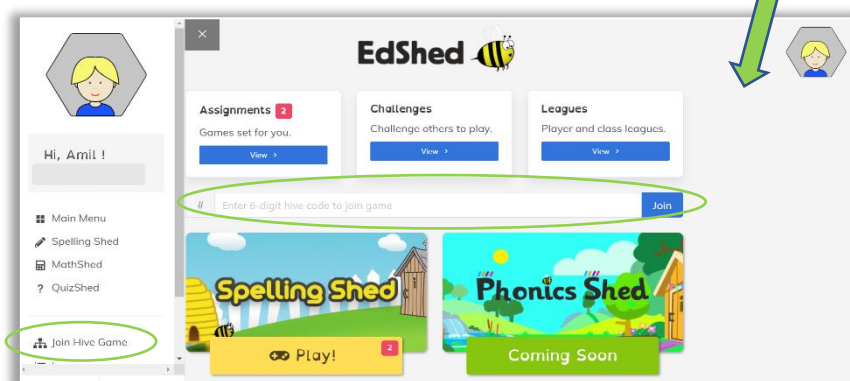 EdShed
Hi, Amil !
Main Menu
Spelling Shed
MathShed
? QuizShed
Join Hive Game
Assignments 2
Games set for you.
View >
Challenges
Challenge others to play.
View >
Leagues
Player and class leagues.
View >
# Enter 6-digit hive code to join game
Join
Spelling Shed
Play! 2
Phonics Shed
Coming Soon